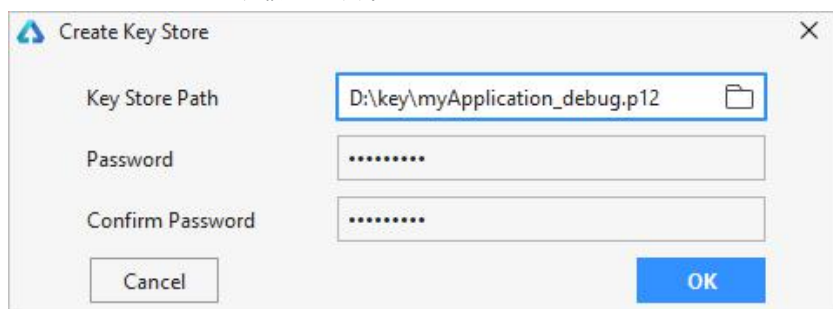 Create Key Store
Key Store Path D:\key\myApplication_debug.p12
Password •••••••••
Confirm Password •••••••••
Cancel OK